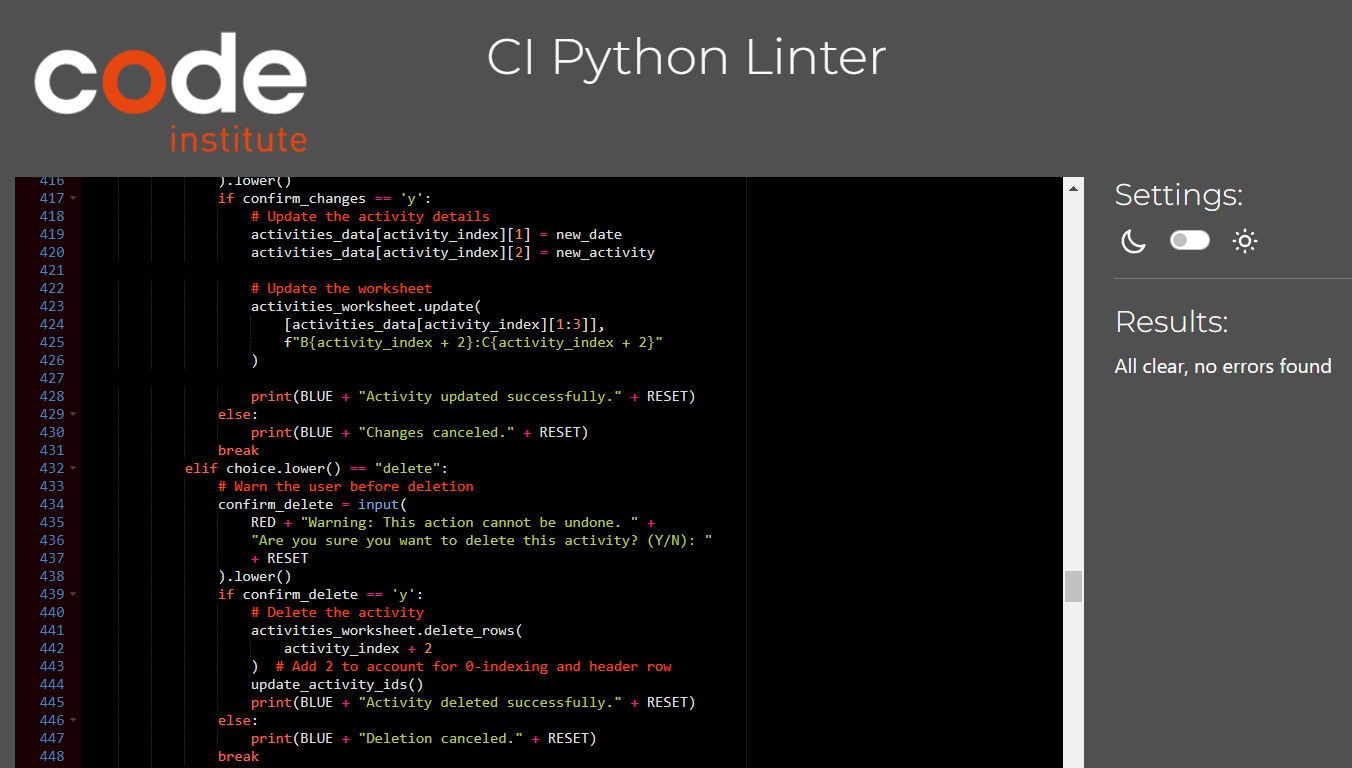 code
institute
CI Python Linter
416 ).lower()
417 if confirm_changes == 'y':
418 # Update the activity details
419 activities_data[activity_index][1] = new_date
420 activities_data[activity_index][2] = new_activity
421
422 # Update the worksheet
423 activities_worksheet.update(
424 [activities_data[activity_index][1:3]],
425 f"B{activity_index + 2}:C{activity_index + 2}"
426 )
427
428 print(BLUE + "Activity updated successfully." + RESET)
429 else:
430 print(BLUE + "Changes canceled." + RESET)
431 break
432 elif choice.lower() == "delete":
433 # Warn the user before deletion
434 confirm_delete = input(
435 RED + "Warning: This action cannot be undone. " +
436 "Are you sure you want to delete this activity? (Y/N): "
437 + RESET
438 ).lower()
439 if confirm_delete == 'y':
440 # Delete the activity
441 activities_worksheet.delete_rows(
442 activity_index + 2
443 )  # Add 2 to account for 0-indexing and header row
444 update_activity_ids()
445 print(BLUE + "Activity deleted successfully." + RESET)
446 else:
447 print(BLUE + "Deletion canceled." + RESET)
448 break
Settings:
Results:
All clear, no errors found